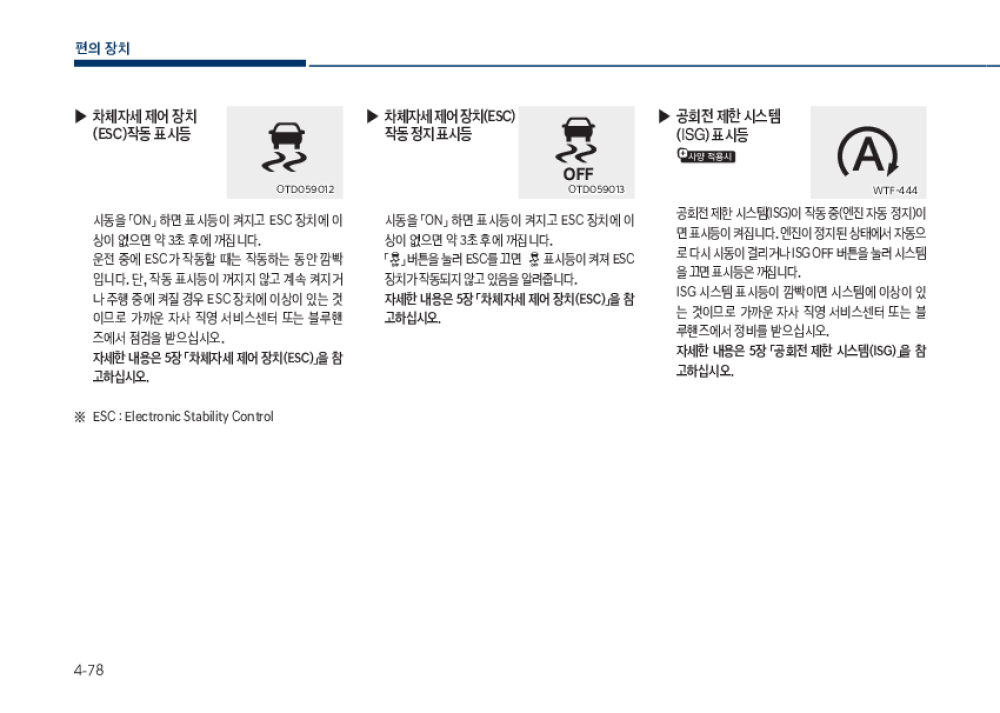 편의 장치
▶ 차체자세 제어 장치
(ESC)작동 표시등
OTD059012
시동을 「ON」 하면 표시등이 켜지고 ESC 장치에 이
상이 없으면 약 3초 후에 꺼집니다.
운전 중에 ESC가 작동할 때는 작동하는 동안 깜박
입니다. 단, 작동 표시등이 꺼지지 않고 계속 켜지거
나 주행 중에 켜질 경우 ESC 장치에 이상이 있는 것
이므로 가까운 자사 직영 서비스센터 또는 블루핸
즈에서 점검을 받으십시오.
자세한 내용은 5장 「차체자세 제어 장치(ESC)」을 참
고하십시오.
※ ESC : Electronic Stability Control
▶ 차체자세 제어 장치(ESC)
작동 정지 표시등
OFF
OTD059013
시동을 「ON」 하면 표시등이 켜지고 ESC 장치에 이
상이 없으면 약 3초 후에 꺼집니다.
「 」 버튼을 눌러 ESC를 끄면 표시등이 켜져 ESC
장치가 작동되지 않고 있음을 알려줍니다.
자세한 내용은 5장 「차체자세 제어 장치(ESC)」을 참
고하십시오.
▶ 공회전 제한 시스템
(ISG) 표시등
사양 적용시
A
WTF-444
공회전 제한 시스템(ISG)이 작동 중(엔진 자동 정지)이
면 표시등이 켜집니다. 엔진이 정지된 상태에서 자동으
로 다시 시동이 걸리거나 ISG OFF 버튼을 눌러 시스템
을 끄면 표시등은 꺼집니다.
ISG 시스템 표시등이 깜빡이면 시스템에 이상이 있
는 것이므로 가까운 자사 직영 서비스센터 또는 블
루핸즈에서 정비를 받으십시오.
자세한 내용은 5장 「공회전 제한 시스템(ISG)」을 참
고하십시오.
4-78